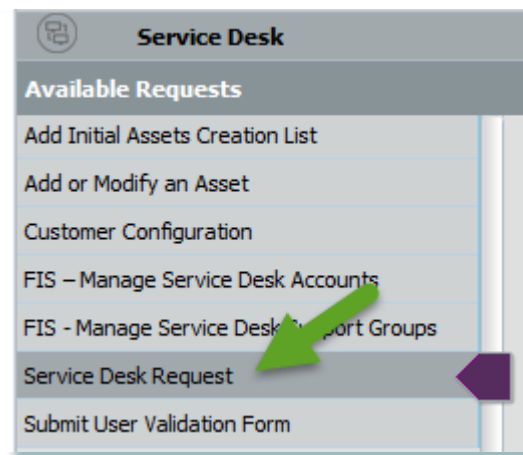 Service Desk
Available Requests
Add Initial Assets Creation List
Add or Modify an Asset
Customer Configuration
FIS – Manage Service Desk Accounts
FIS - Manage Service Desk Support Groups
Service Desk Request
Submit User Validation Form